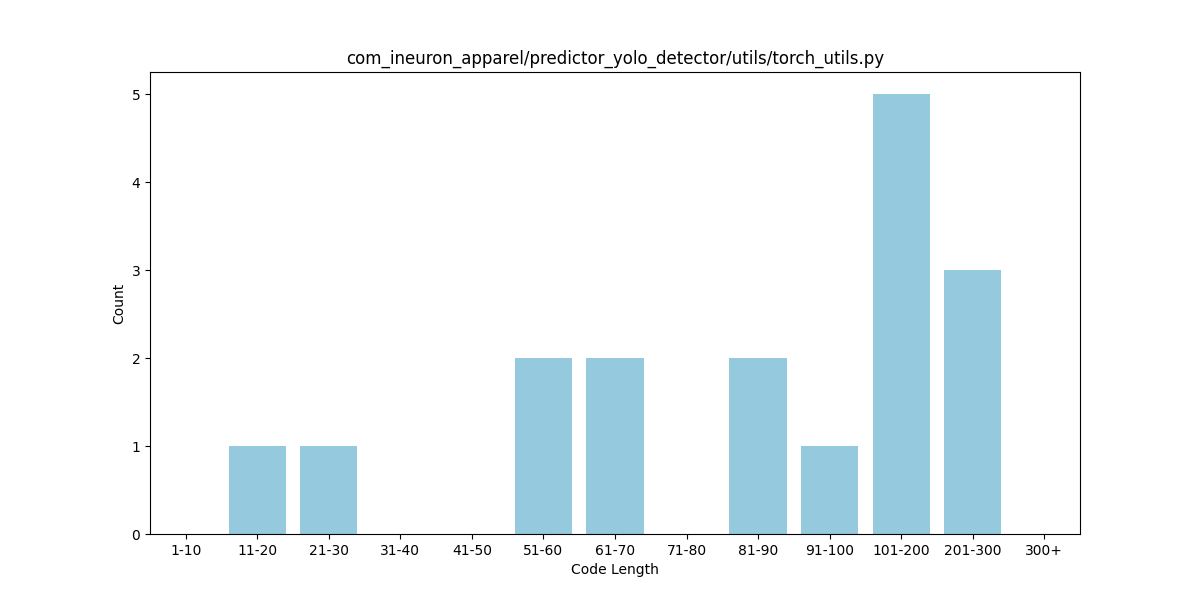 com_ineuron_apparel/predictor_yolo_detector/utils/torch_utils.py
5
4
3
2
1
0
Count
1-10 11-20 21-30 31-40 41-50 51-60 61-70 71-80 81-90 91-100 101-200 201-300 300+
Code Length